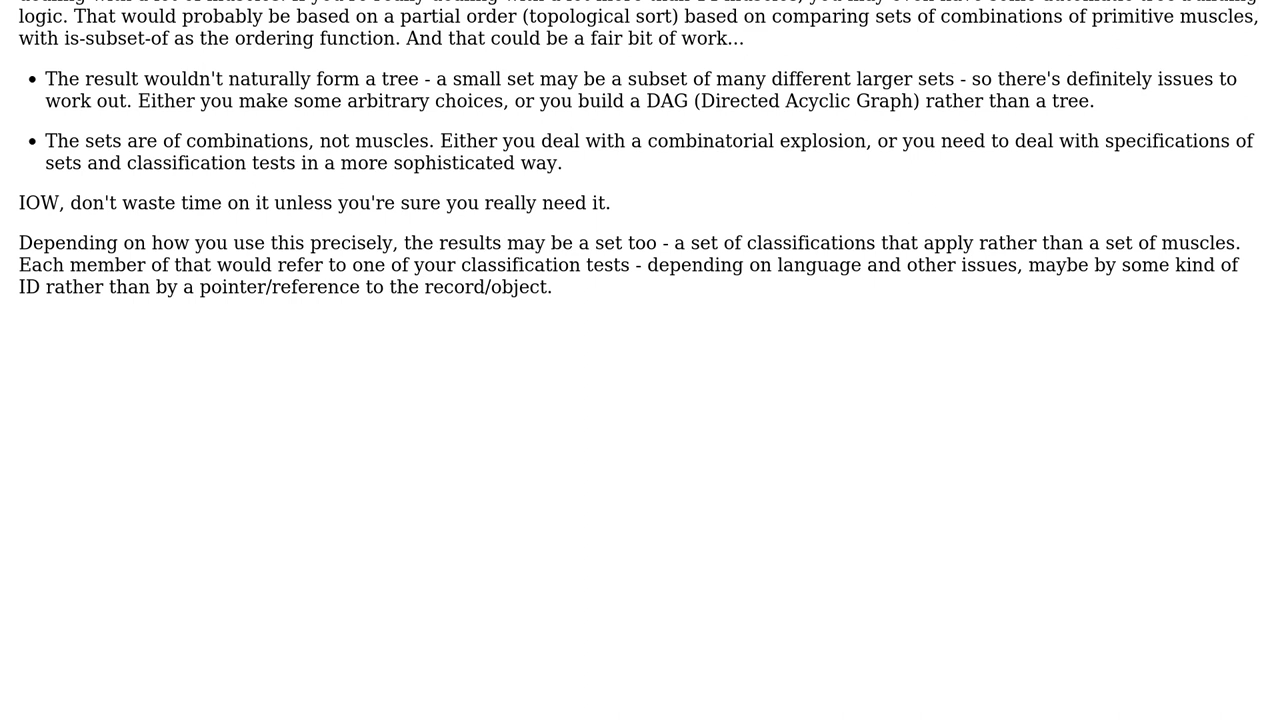 logic. That would probably be based on a partial order (topological sort) based on comparing sets of combinations of primitive muscles,
with is-subset-of as the ordering function. And that could be a fair bit of work...
The result wouldn't naturally form a tree - a small set may be a subset of many different larger sets - so there's definitely issues to
work out. Either you make some arbitrary choices, or you build a DAG (Directed Acyclic Graph) rather than a tree.
The sets are of combinations, not muscles. Either you deal with a combinatorial explosion, or you need to deal with specifications of
sets and classification tests in a more sophisticated way.
IOW, don't waste time on it unless you're sure you really need it.
Depending on how you use this precisely, the results may be a set too - a set of classifications that apply rather than a set of muscles.
Each member of that would refer to one of your classification tests - depending on language and other issues, maybe by some kind of
ID rather than by a pointer/reference to the record/object.